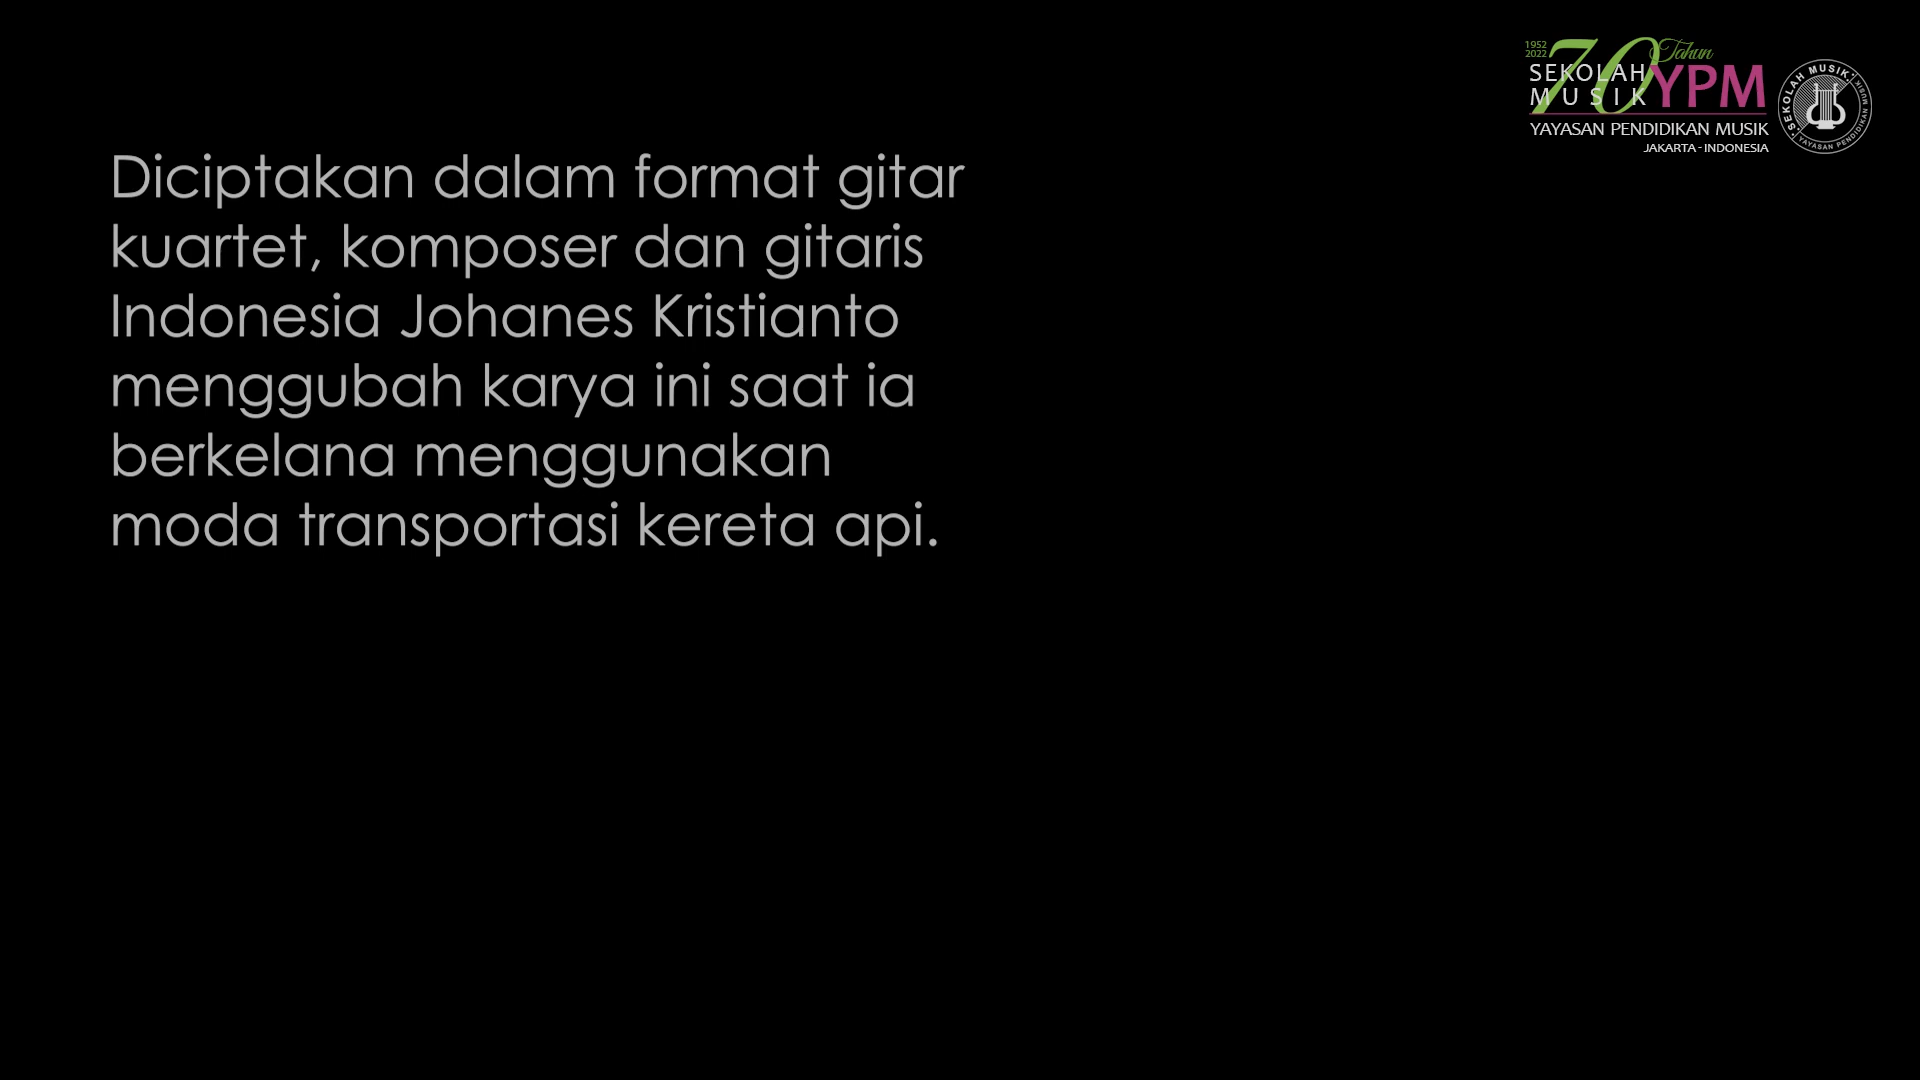 1952
2022
70 Tahun
SEKOLAH
MUSIK
YPM
YAYASAN PENDIDIKAN MUSIK
JAKARTA - INDONESIA
SEKOLAH MUSIK
YAYASAN PENDIDIKAN MUSIK
Diciptakan dalam format gitar
kuartet, komposer dan gitaris
Indonesia Johanes Kristianto
menggubah karya ini saat ia
berkelana menggunakan
moda transportasi kereta api.